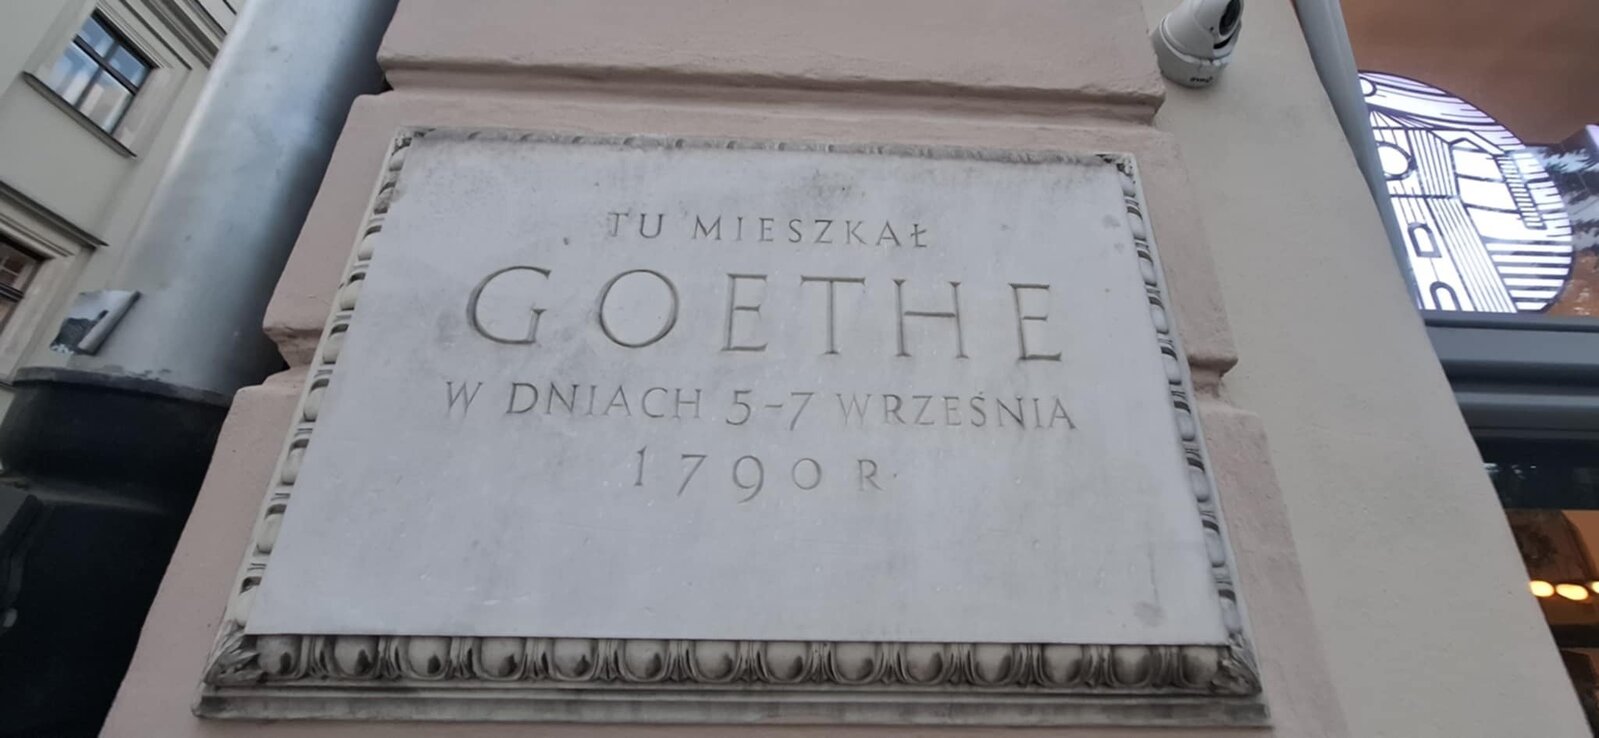 TU MIESZKAŁ
GOETHE
W DNIACH 5-7 WRZEŚNIA
1790 R.